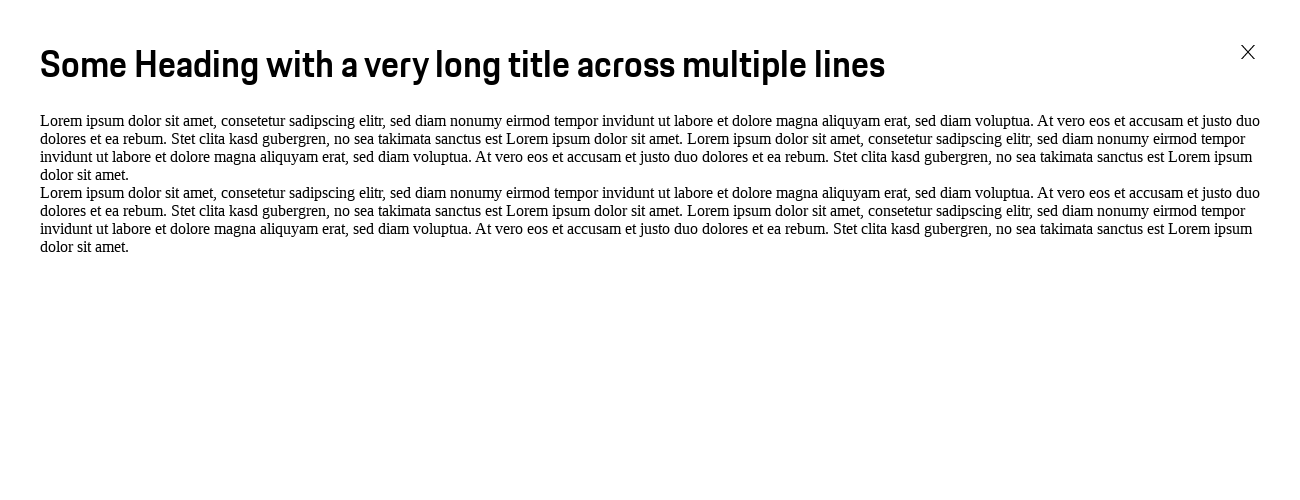 Some Heading with a very long title across multiple lines
Lorem ipsum dolor sit amet, consetetur sadipscing elitr, sed diam nonumy eirmod tempor invidunt ut labore et dolore magna aliquyam erat, sed diam voluptua. At vero eos et accusam et justo duo
dolores et ea rebum. Stet clita kasd gubergren, no sea takimata sanctus est Lorem ipsum dolor sit amet. Lorem ipsum dolor sit amet, consetetur sadipscing elitr, sed diam nonumy eirmod tempor
invidunt ut labore et dolore magna aliquyam erat, sed diam voluptua. At vero eos et accusam et justo duo dolores et ea rebum. Stet clita kasd gubergren, no sea takimata sanctus est Lorem ipsum
dolor sit amet.
Lorem ipsum dolor sit amet, consetetur sadipscing elitr, sed diam nonumy eirmod tempor invidunt ut labore et dolore magna aliquyam erat, sed diam voluptua. At vero eos et accusam et justo duo
dolores et ea rebum. Stet clita kasd gubergren, no sea takimata sanctus est Lorem ipsum dolor sit amet. Lorem ipsum dolor sit amet, consetetur sadipscing elitr, sed diam nonumy eirmod tempor
invidunt ut labore et dolore magna aliquyam erat, sed diam voluptua. At vero eos et accusam et justo duo dolores et ea rebum. Stet clita kasd gubergren, no sea takimata sanctus est Lorem ipsum
dolor sit amet.